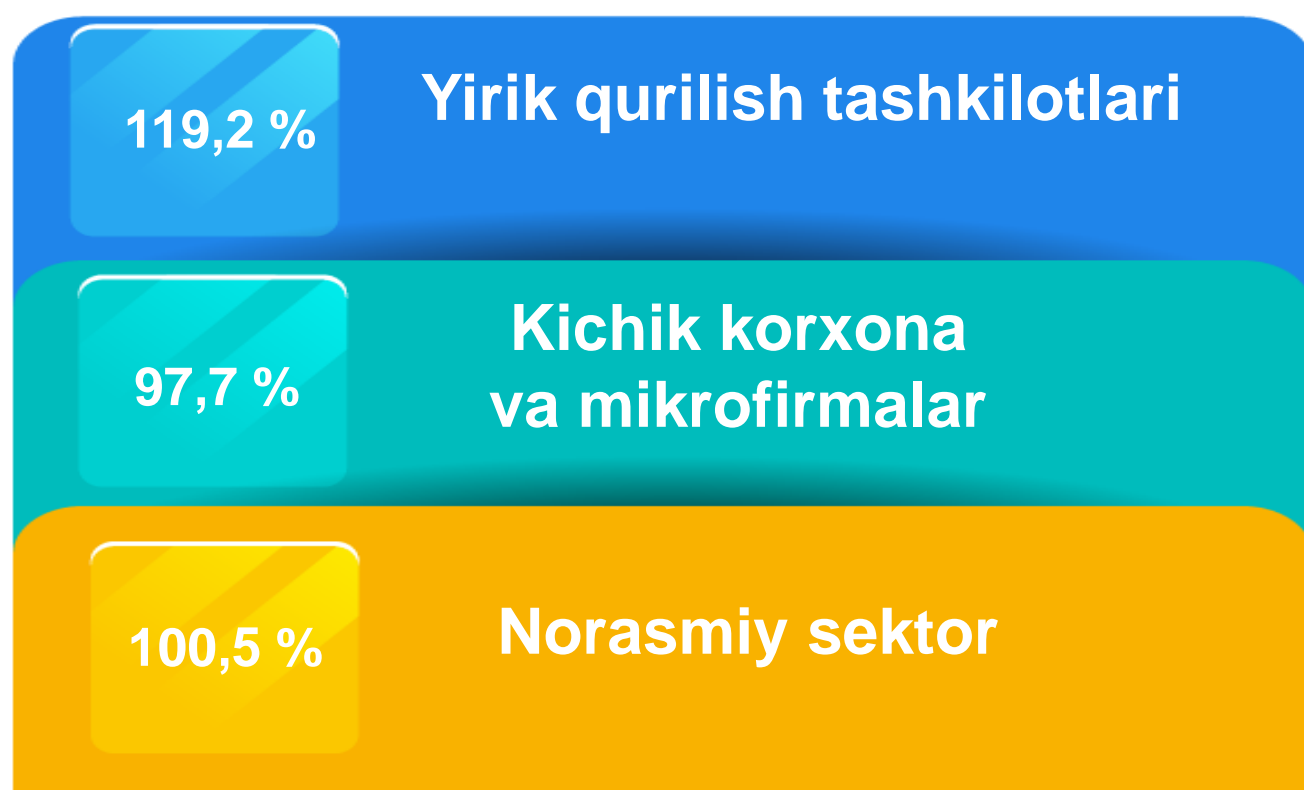 119,2 %
Yirik qurilish tashkilotlari
97,7 %
Kichik korxona
va mikrofirmalar
100,5 %
Norasmiy sektor